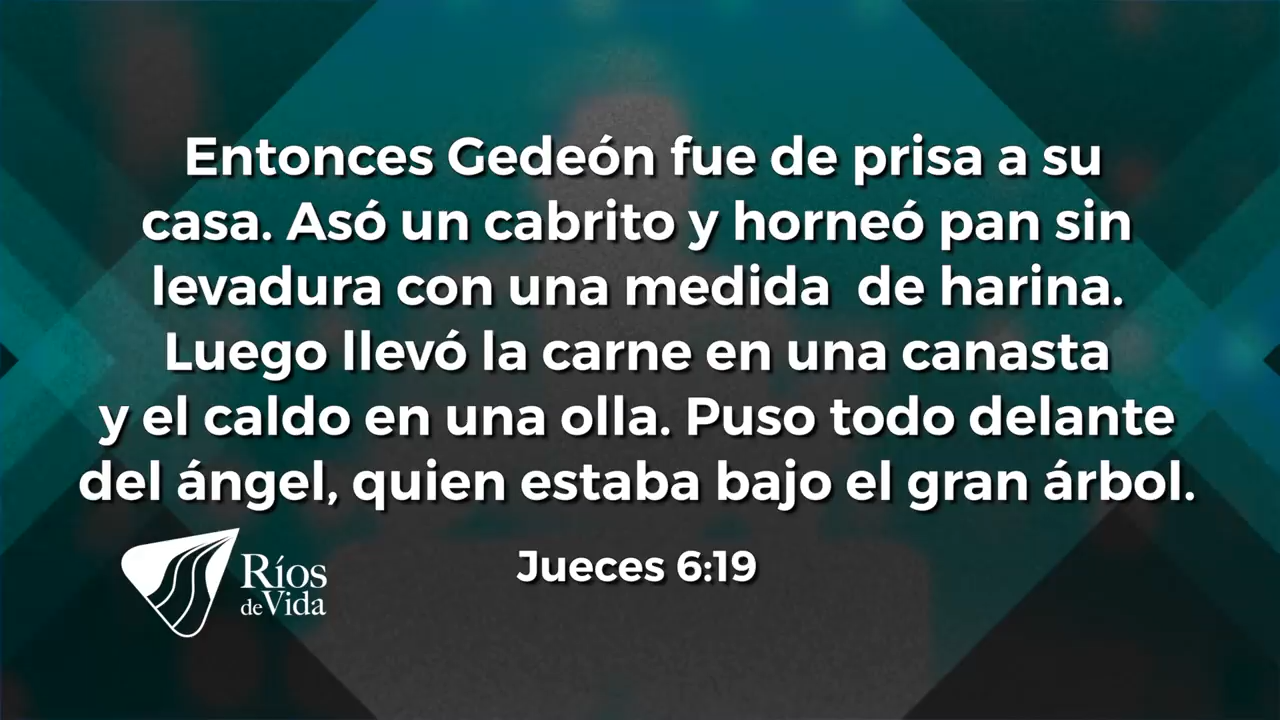 Entonces Gedeón fue de prisa a su
casa. Asó un cabrito y horneó pan sin
levadura con una medida  de harina.
Luego llevó la carne en una canasta
y el caldo en una olla. Puso todo delante
del ángel, quien estaba bajo el gran árbol.
Jueces 6:19
Ríos
de Vida